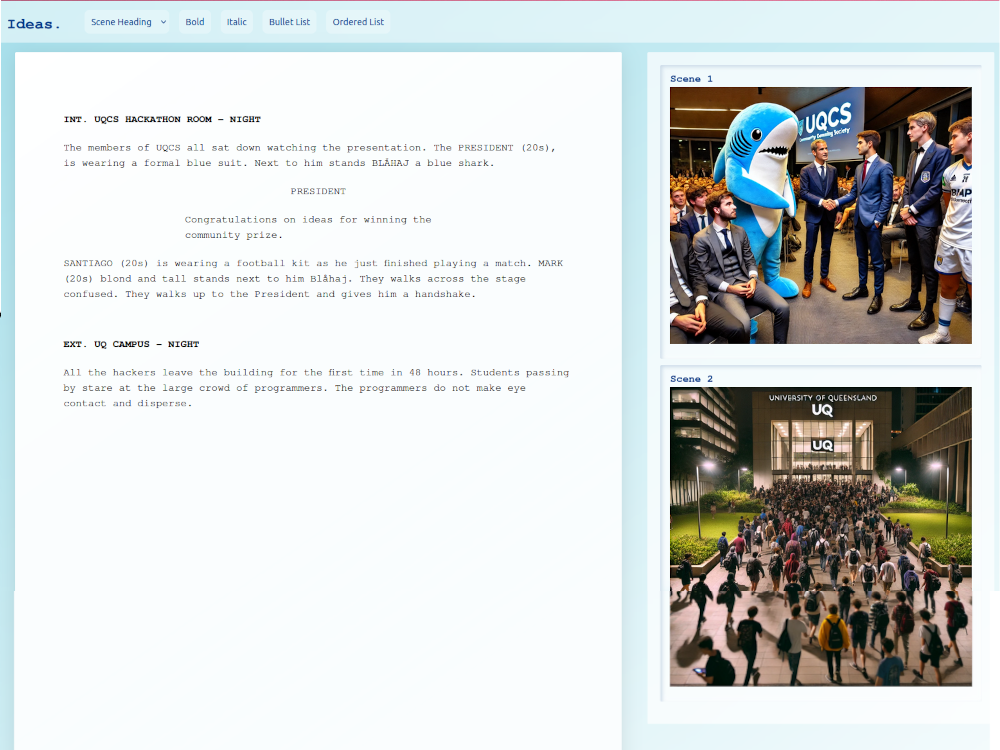 Ideas.
Scene Heading
Bold
Italic
Bullet List
Ordered List
INT. UQCS HACKATHON ROOM – NIGHT
The members of UQCS all sat down watching the presentation. The PRESIDENT (20s),
is wearing a formal blue suit. Next to him stands BLÅHAJ a blue shark.
PRESIDENT
Congratulations on ideas for winning the
community prize.
SANTIAGO (20s) is wearing a football kit as he just finished playing a match. MARK
(20s) blond and tall stands next to him Blåhaj. They walks across the stage
confused. They walks up to the President and gives him a handshake.
EXT. UQ CAMPUS – NIGHT
All the hackers leave the building for the first time in 48 hours. Students passing
by stare at the large crowd of programmers. The programmers do not make eye
contact and disperse.
Scene 1
UQCS
Society
Scene 2
UNIVERSITY OF QUEENSLAND
UQ
UQ